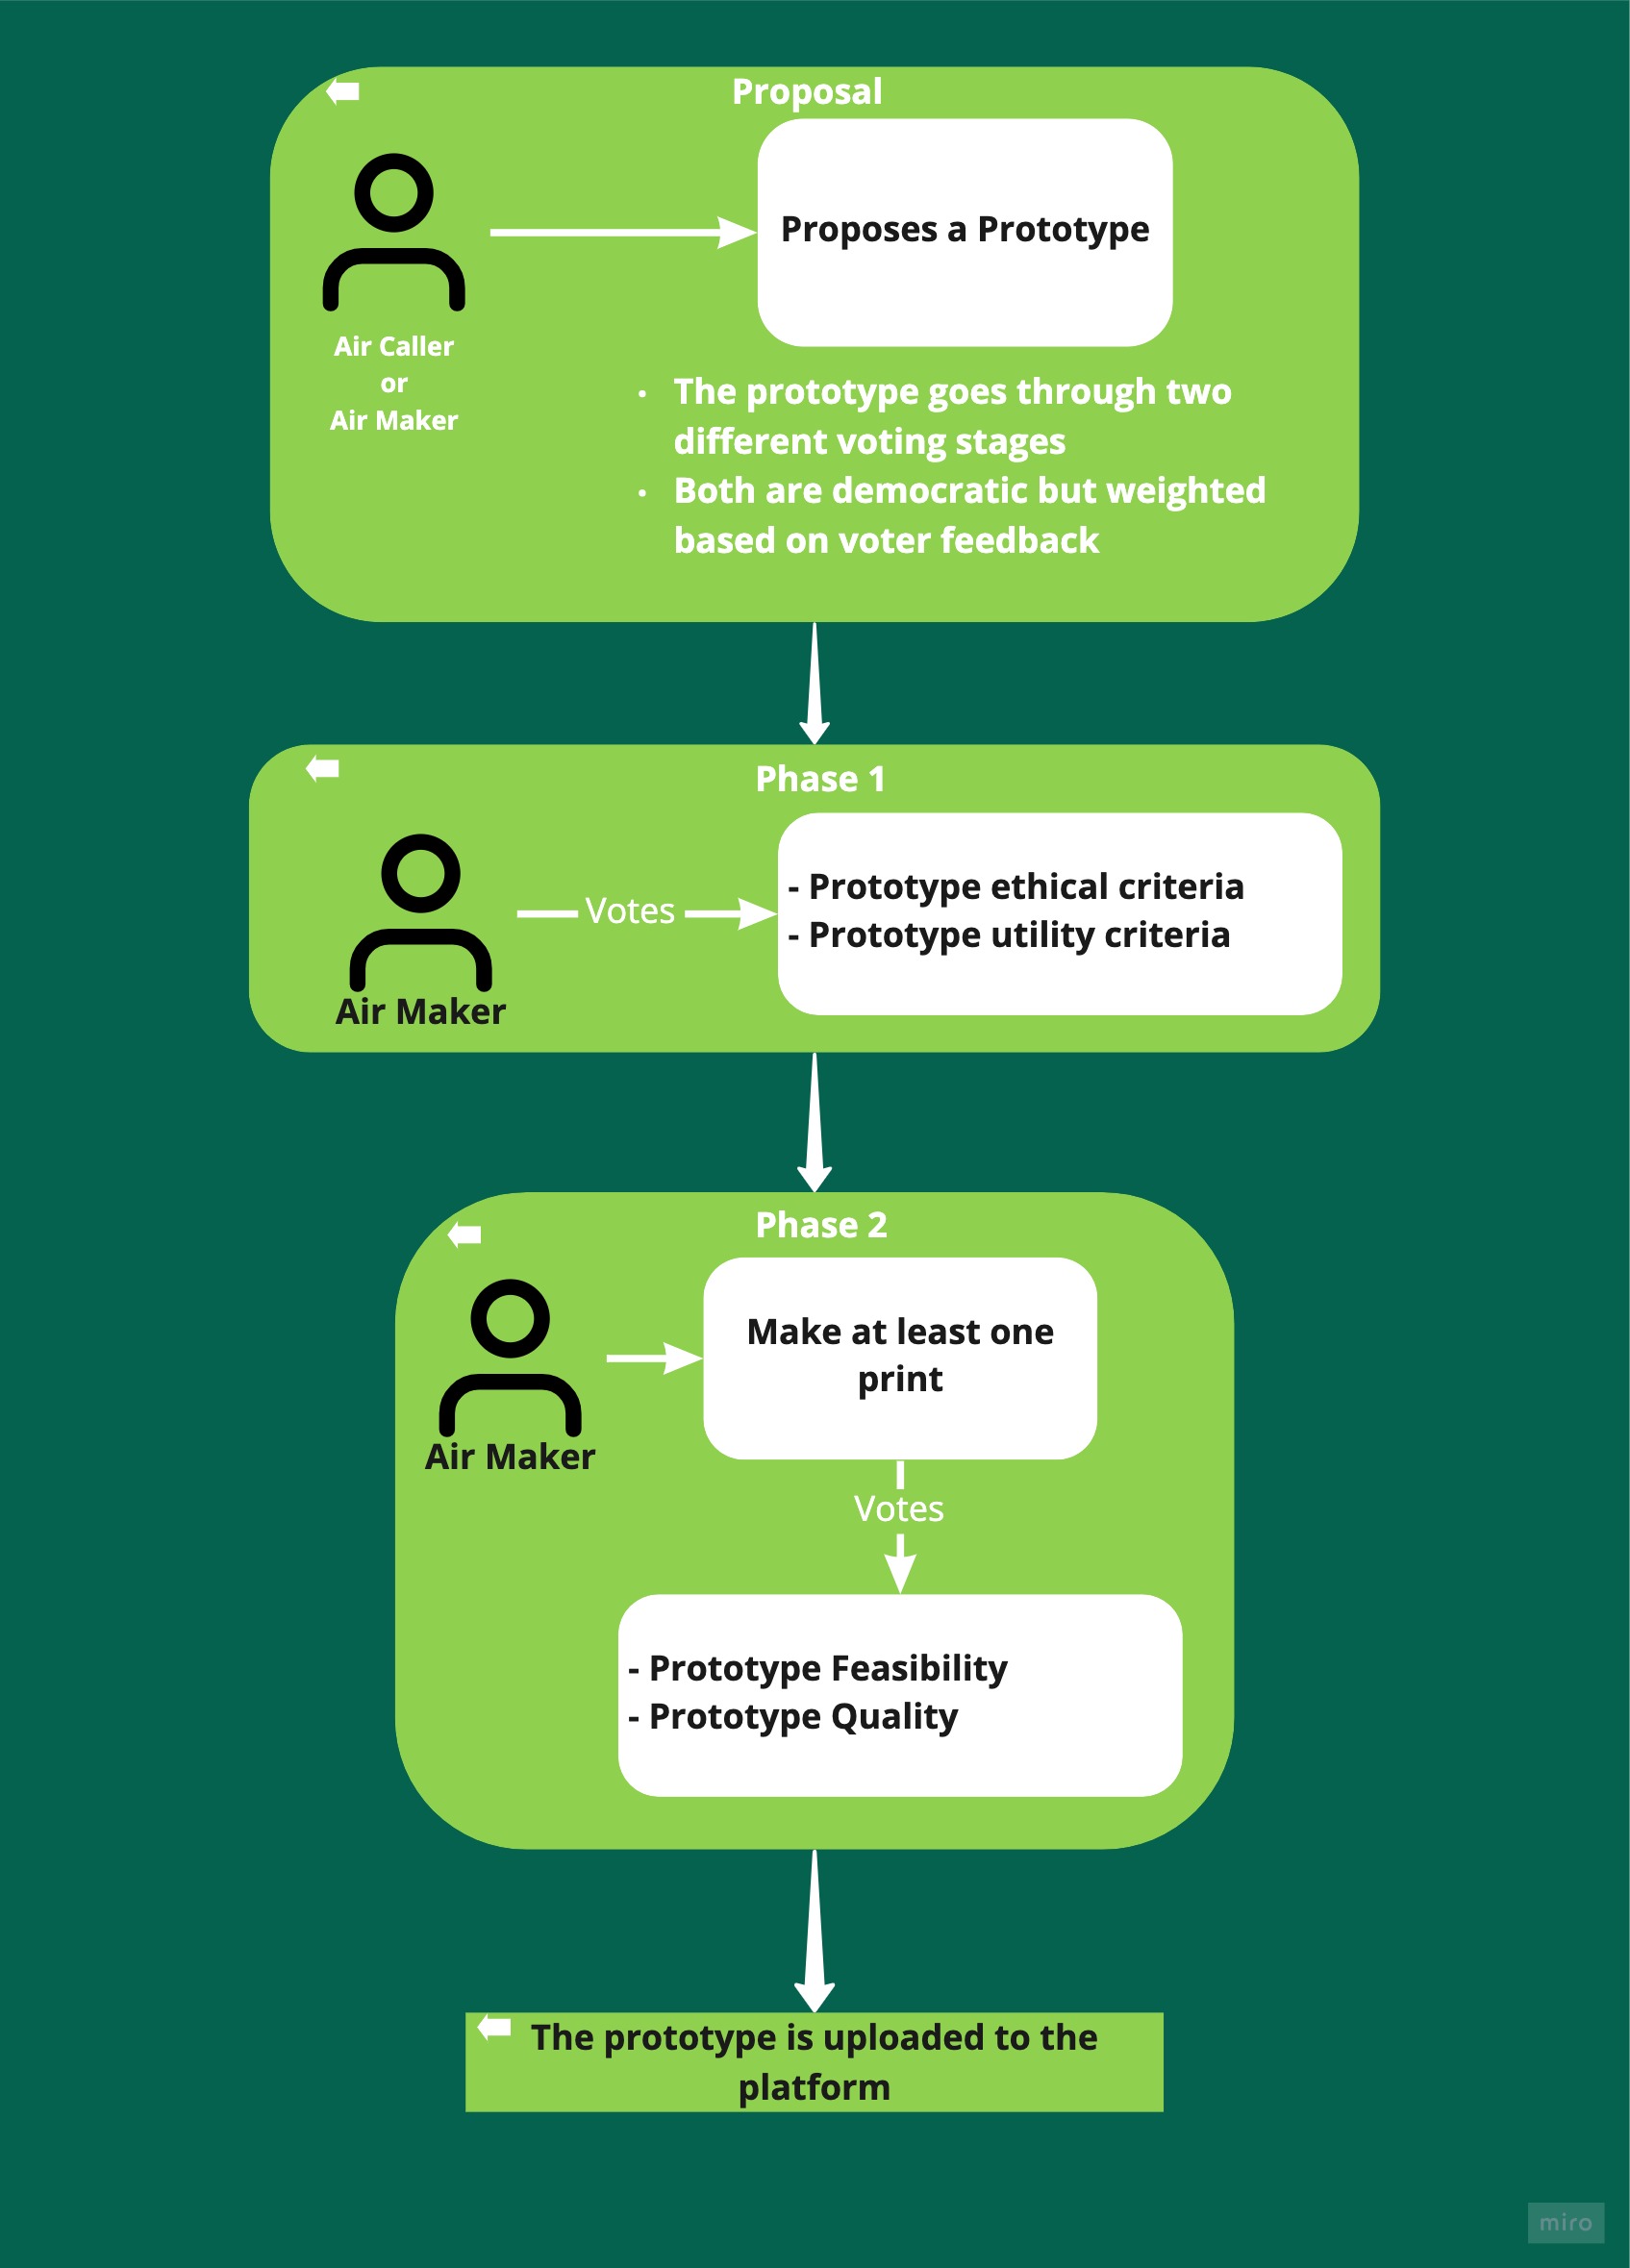 Proposal
Proposes a Prototype
Air Caller
or
Air Maker
· The prototype goes through two
different voting stages
· Both are democratic but weighted
based on voter feedback
Phase 1
Votes
- Prototype ethical criteria
- Prototype utility criteria
Air Maker
Phase 2
Make at least one
print
Air Maker
Votes
- Prototype Feasibility
- Prototype Quality
The prototype is uploaded to the
platform
miro